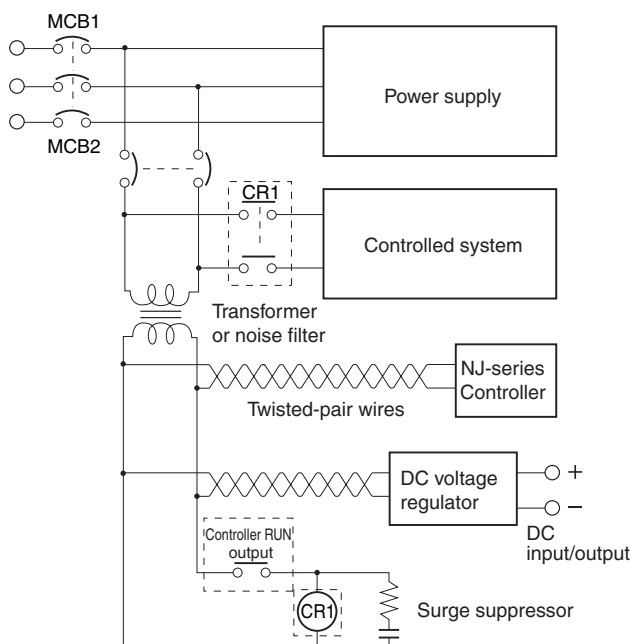 MCB1
MCB2
Power supply
CR1
Controlled system
Transformer
or noise filter
NJ-series
Controller
Twisted-pair wires
DC voltage
regulator
+
−
DC
input/output
Controller RUN
output
CR1
Surge suppressor